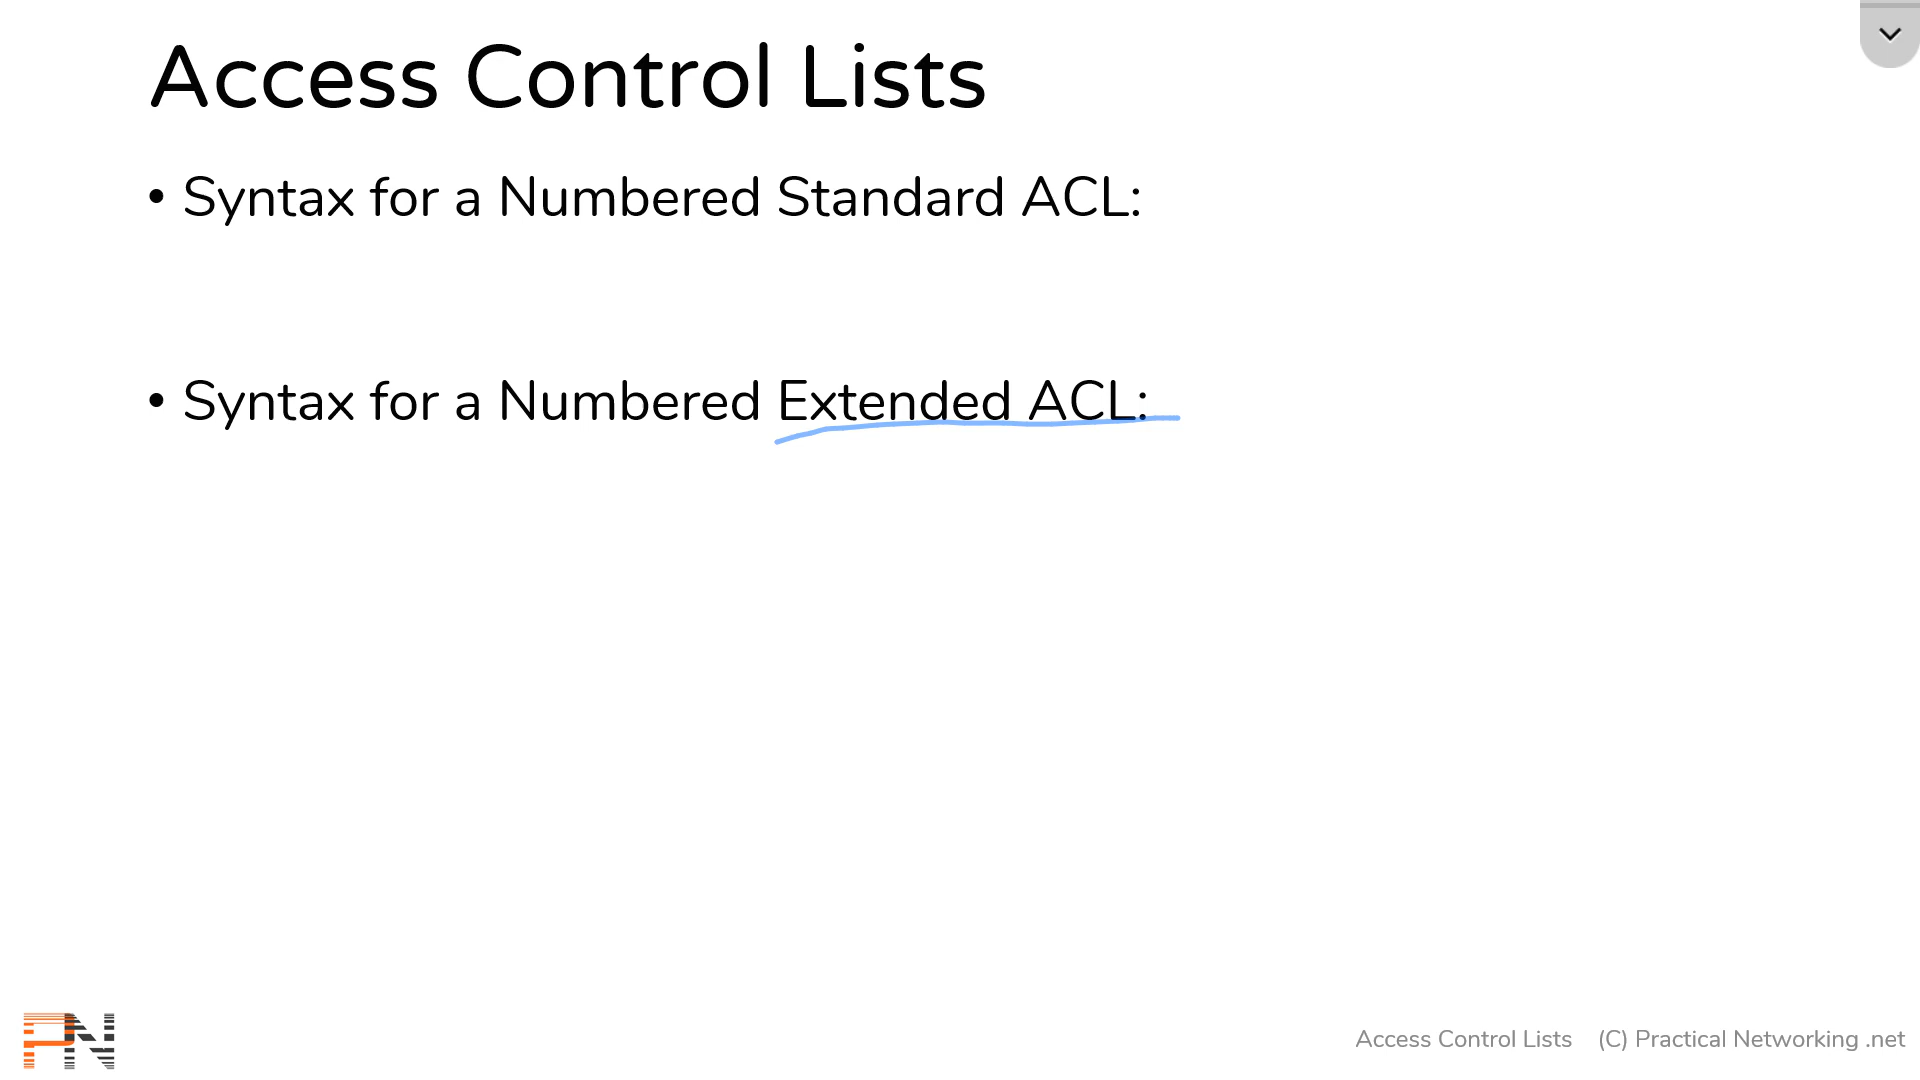 Access Control Lists
• Syntax for a Numbered Standard ACL:
• Syntax for a Numbered Extended ACL:
PN
Access Control Lists (C) Practical Networking .net